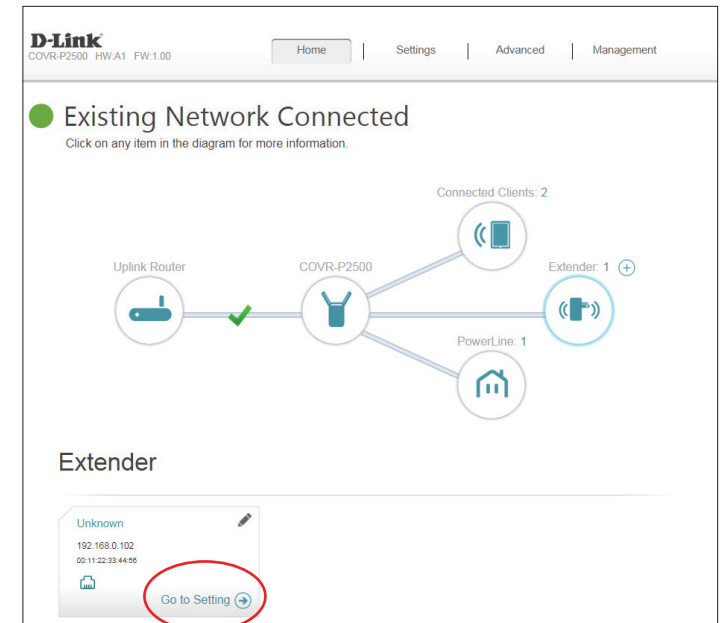 D-Link
COVR-P2500 HW:A1 FW:1.00
Home
Settings
Advanced
Management
Existing Network Connected
Click on any item in the diagram for more information.
Connected Clients: 2
Uplink Router
COVR-P2500
Extender: 1
PowerLine: 1
Extender
Unknown
192.168.0.102
00:11:22:33:44:56
Go to Setting